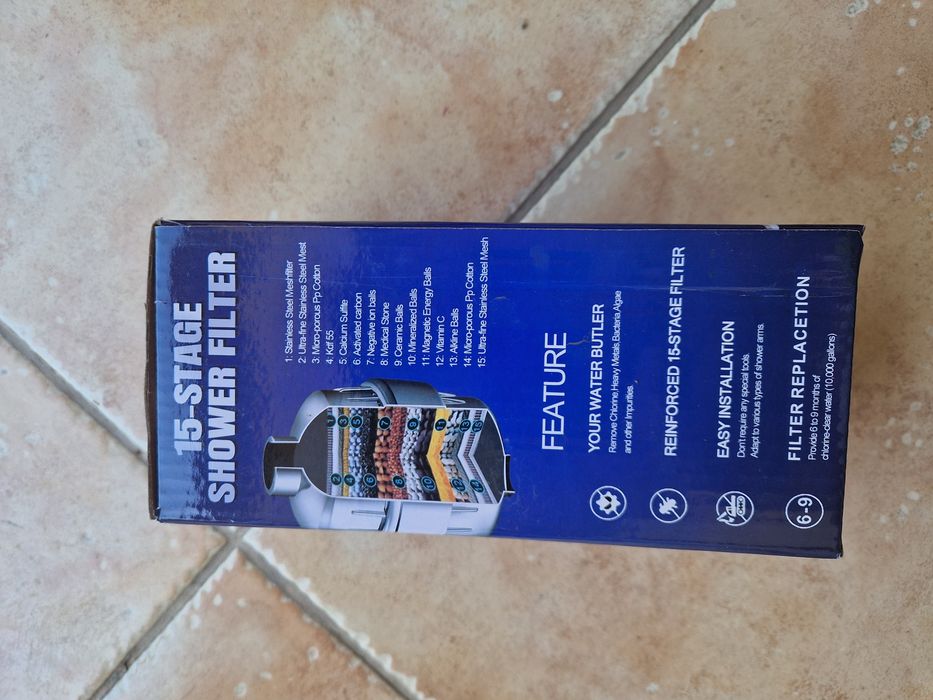 15-STAGE
SHOWER FILTER
1: Stainless Steel Meshfilter
2: Ultra-fine Stainless Steel Mest
3: Micro-porous Pp Cotton
4: Kdf 55
5: Calcium Sulfite
6: Activated carbon
7: Negative ion balls
8: Medical Stone
9: Ceramic Balls
10: Mineralized Balls
11: Magnetic Energy Balls
12: Vitamin C
13: Alkline Balls
14: Micro-porous Pp Cotton
15: Ultra-fine Stainless Steel Mesh
FEATURE
YOUR WATER BUTLER
Remove Chlorine Heavy Metals Bacteria Algae
and other Impurities.
REINFORCED 15-STAGE FILTER
EASY INSTALLATION
Don't require any special tools.
Adapt to various types of shower arms.
6-9
FILTER REPLACETION
Provide 6 to 9 months of
chlorine-clear water (10,000 gallons)